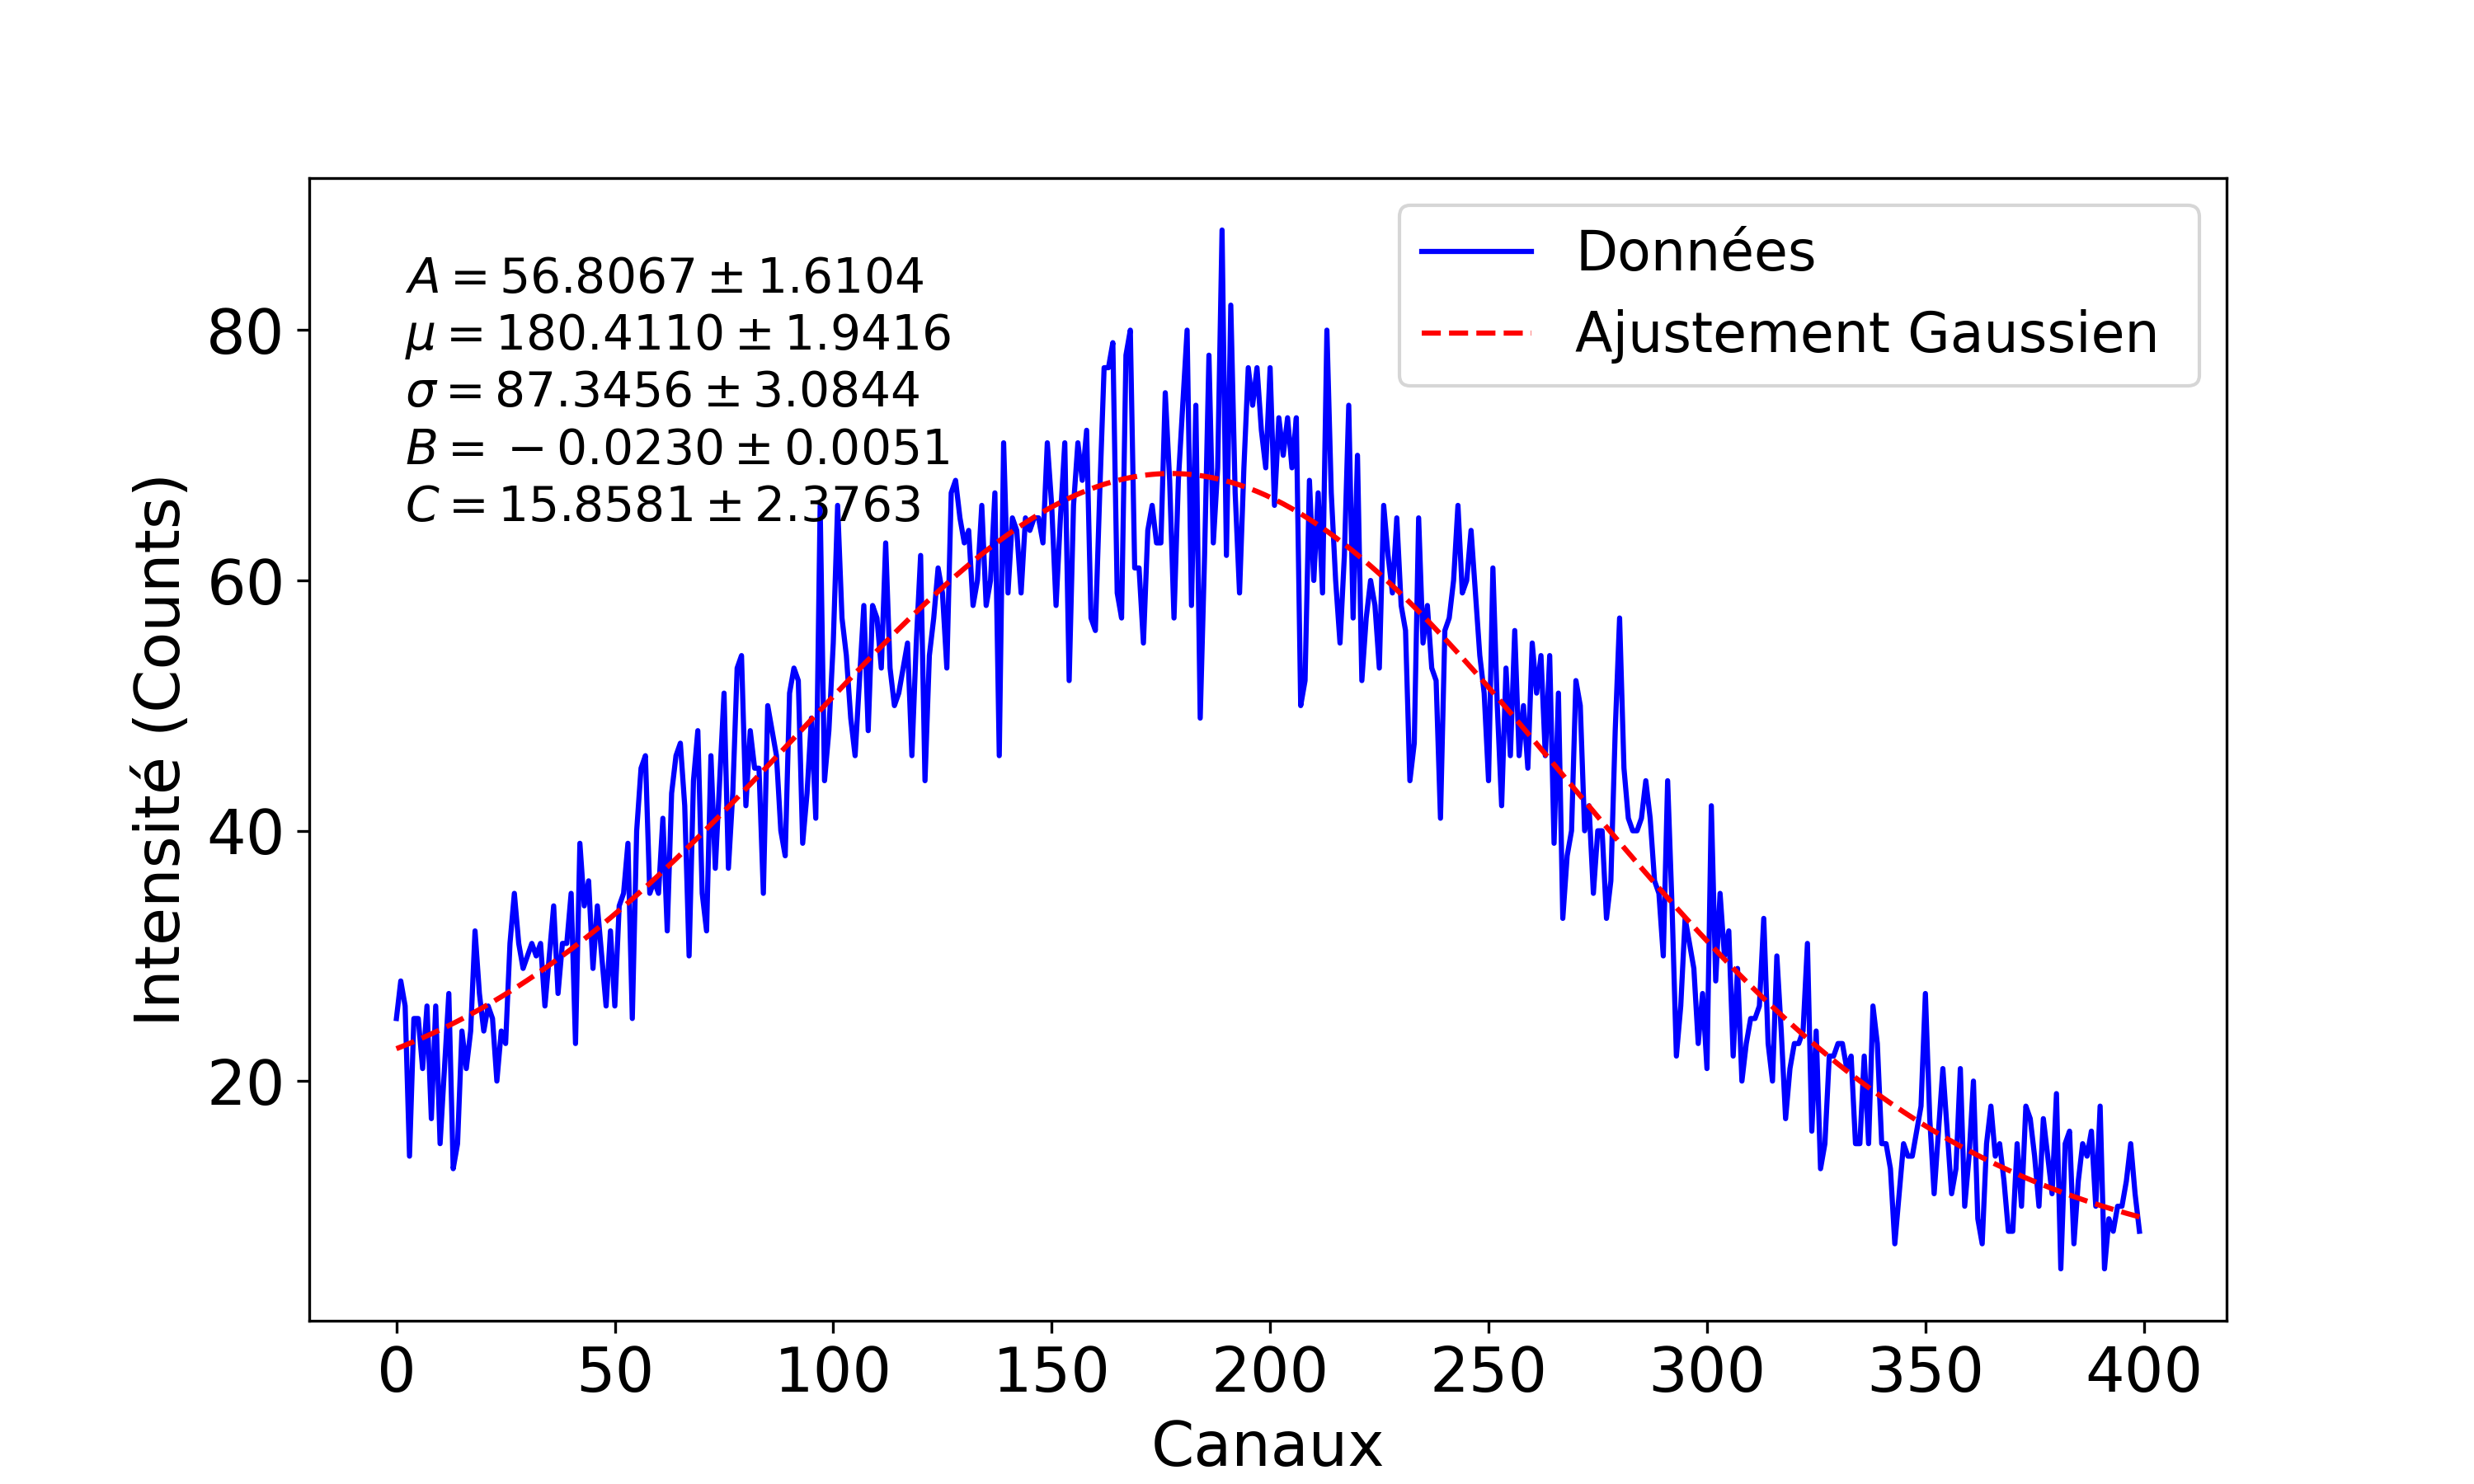 A = 56.8067 ± 1.6104
μ = 180.4110 ± 1.9416
σ = 87.3456 ± 3.0844
B = −0.0230 ± 0.0051
C = 15.8581 ± 2.3763
Données
Ajustement Gaussien
Intensité (Counts)
80
60
40
20
0 50 100 150 200 250 300 350 400
Canaux